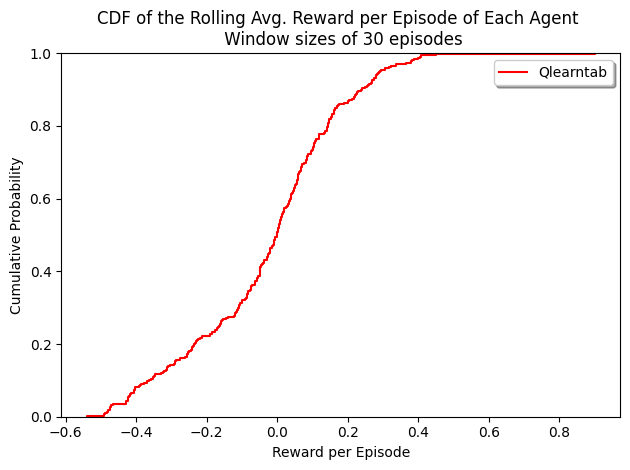 CDF of the Rolling Avg. Reward per Episode of Each Agent
Window sizes of 30 episodes
Qlearntab
Cumulative Probability
1.0
0.8
0.6
0.4
0.2
0.0
−0.6
−0.4
−0.2
0.0
0.2
0.4
0.6
0.8
Reward per Episode